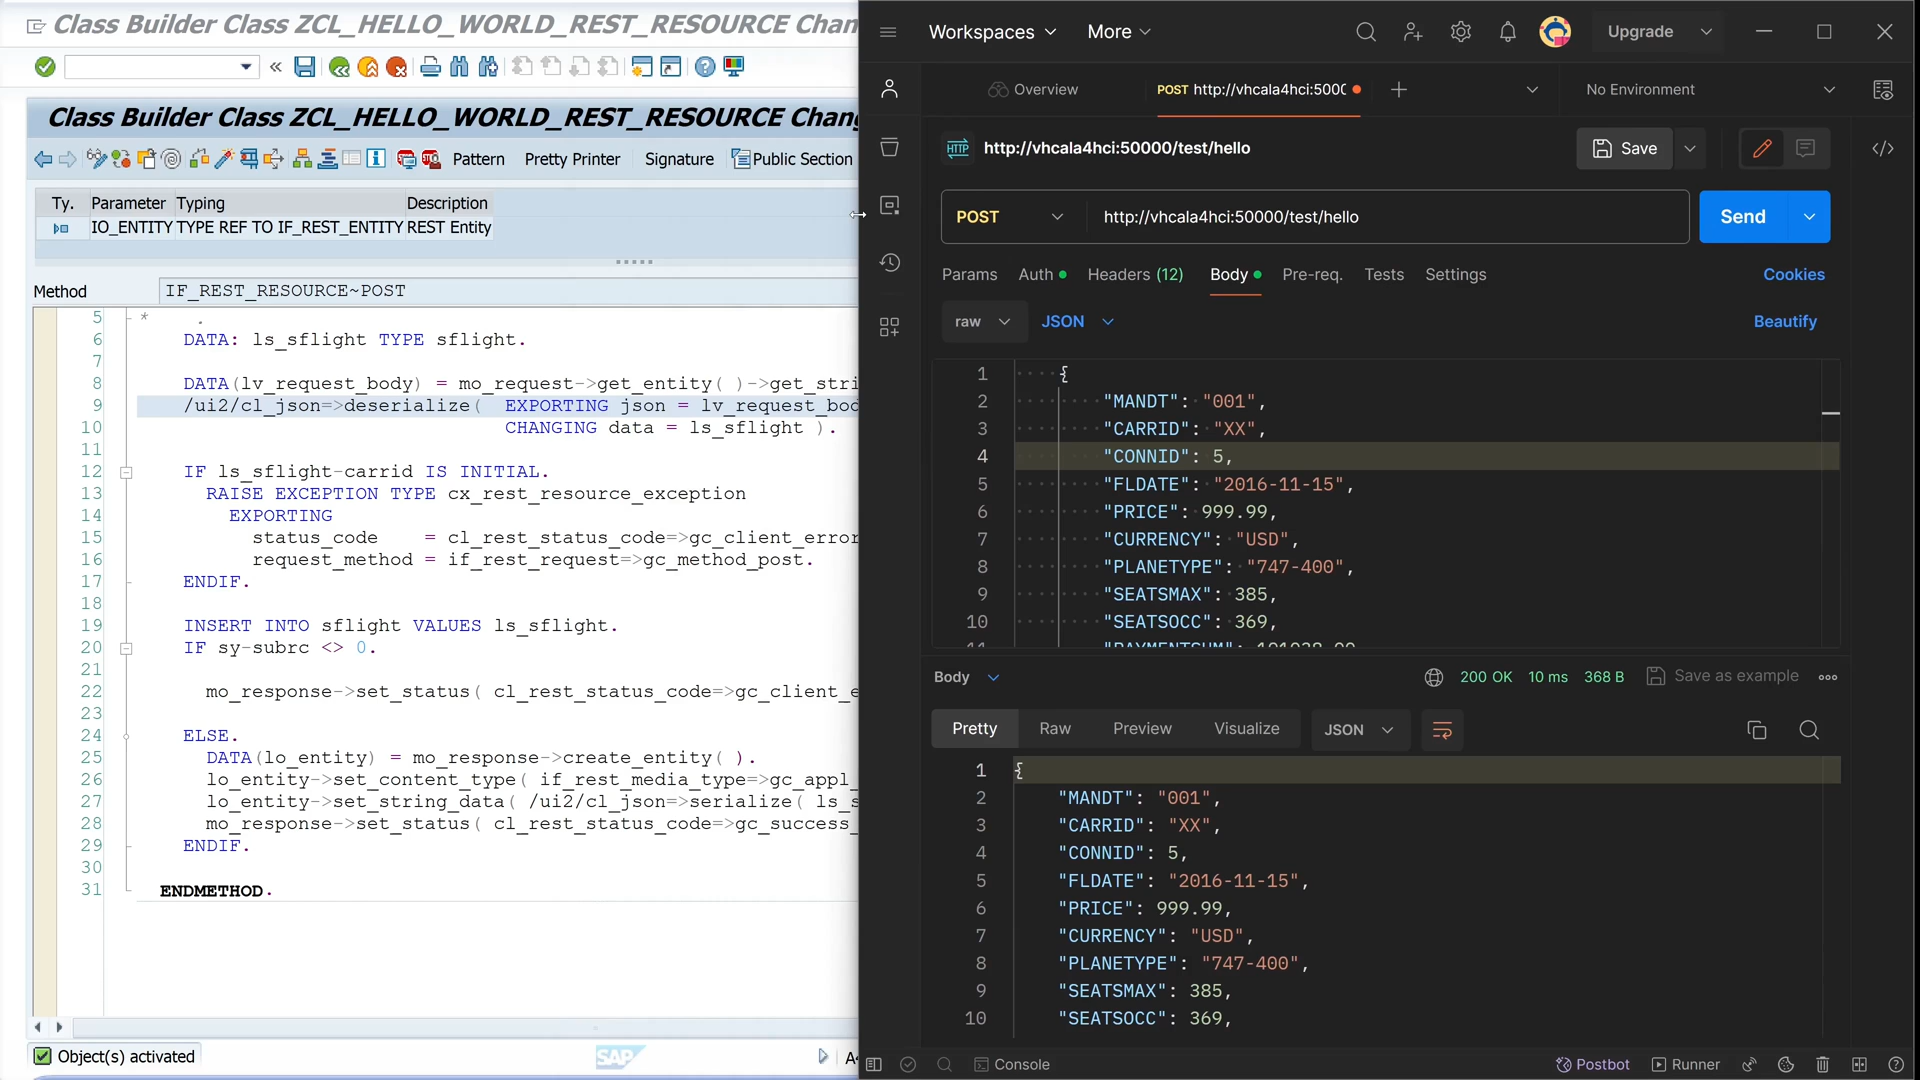 Class Builder Class ZCL_HELLO_WORLD_REST_RESOURCE Chan
Class Builder Class ZCL_HELLO_WORLD_REST_RESOURCE Chang
Pattern Pretty Printer Signature Public Section
Ty. Parameter Typing Description
IO_ENTITY TYPE REF TO IF_REST_ENTITY REST Entity
Method IF_REST_RESOURCE~POST
5 * .
6 DATA: ls_sflight TYPE sflight.
7
8 DATA(lv_request_body) = mo_request->get_entity( )->get_stri
9 /ui2/cl_json=>deserialize( EXPORTING json = lv_request_bod
10 CHANGING data = ls_sflight ).
11
12 IF ls_sflight-carrid IS INITIAL.
13 RAISE EXCEPTION TYPE cx_rest_resource_exception
14 EXPORTING
15 status_code = cl_rest_status_code=>gc_client_error
16 request_method = if_rest_request=>gc_method_post.
17 ENDIF.
18
19 INSERT INTO sflight VALUES ls_sflight.
20 IF sy-subrc <> 0.
21
22 mo_response->set_status( cl_rest_status_code=>gc_client_e
23
24 ELSE.
25 DATA(lo_entity) = mo_response->create_entity( ).
26 lo_entity->set_content_type( if_rest_media_type=>gc_appl_
27 lo_entity->set_string_data( /ui2/cl_json=>serialize( ls_s
28 mo_response->set_status( cl_rest_status_code=>gc_success_
29 ENDIF.
30
31 ENDMETHOD.
Object(s) activated
SAP
Workspaces More Upgrade
Overview POST http://vhcala4hci:500 No Environment
HTTP http://vhcala4hci:50000/test/hello Save
POST http://vhcala4hci:50000/test/hello Send
Params Auth Headers (12) Body Pre-req. Tests Settings Cookies
raw JSON Beautify
1 {
2 "MANDT": "001",
3 "CARRID": "XX",
4 "CONNID": 5,
5 "FLDATE": "2016-11-15",
6 "PRICE": 999.99,
7 "CURRENCY": "USD",
8 "PLANETYPE": "747-400",
9 "SEATSMAX": 385,
10 "SEATSOCC": 369,
Body 200 OK 10 ms 368 B Save as example
Pretty Raw Preview Visualize JSON
1 {
2 "MANDT": "001",
3 "CARRID": "XX",
4 "CONNID": 5,
5 "FLDATE": "2016-11-15",
6 "PRICE": 999.99,
7 "CURRENCY": "USD",
8 "PLANETYPE": "747-400",
9 "SEATSMAX": 385,
10 "SEATSOCC": 369,
Console Postbot Runner